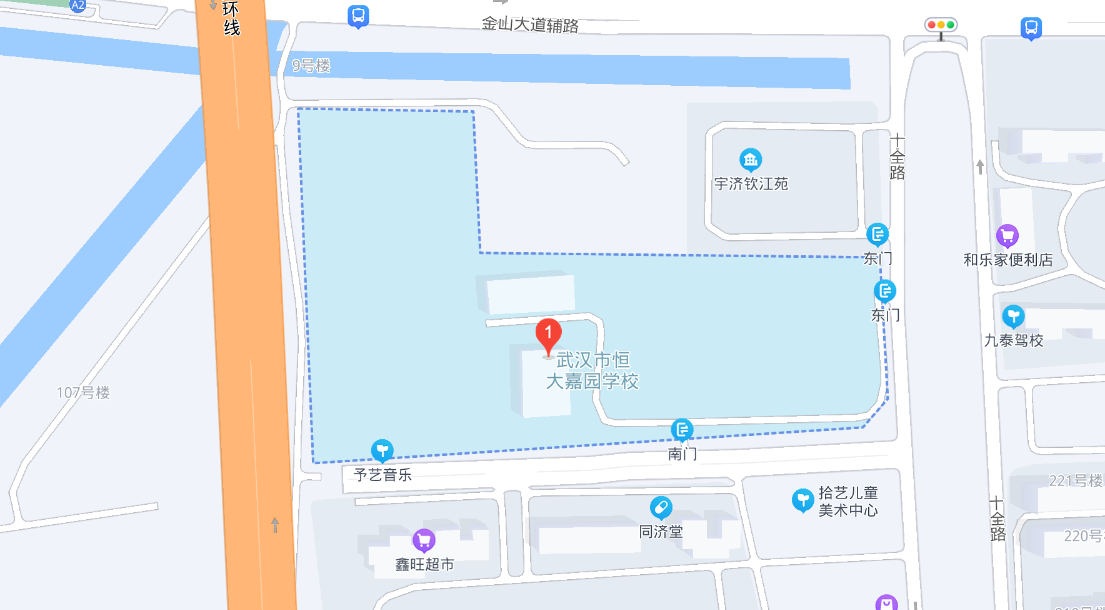 A2
环
线
金山大道辅路
9号楼
十
全
路
宇济钦江苑
东门
和乐家便利店
东门
九泰驾校
1
武汉市恒
大嘉园学校
107号楼
南门
予艺音乐
221号楼
拾艺儿童
美术中心
十
全
路
同济堂
220号
鑫旺超市